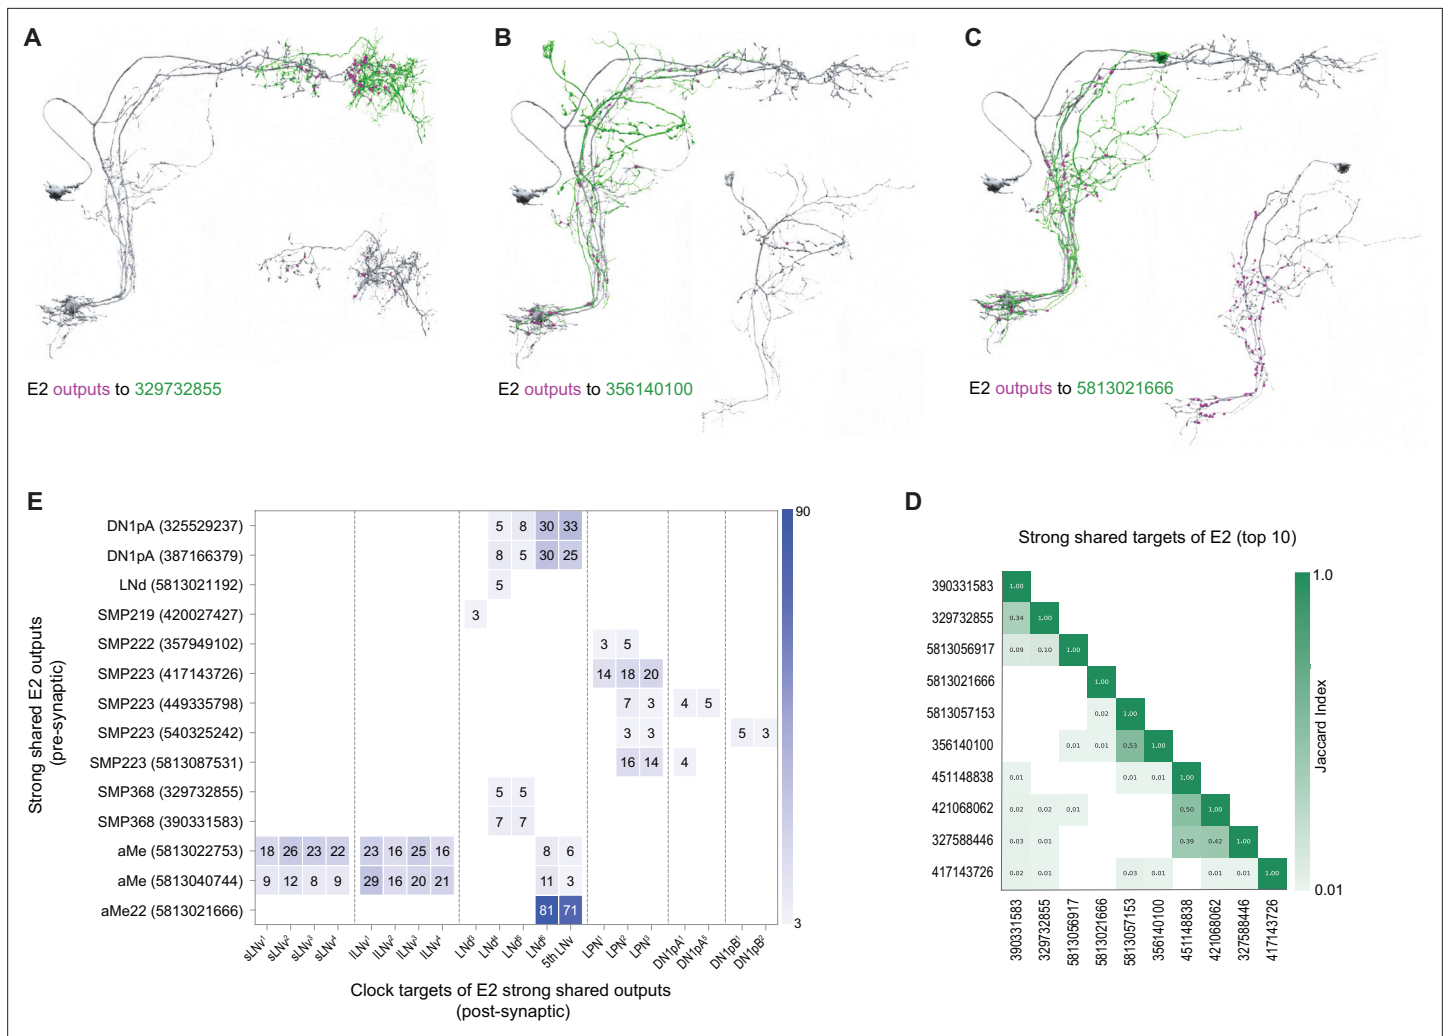 A
B
C
E2 outputs to 329732855
E2 outputs to 356140100
E2 outputs to 5813021666
E
Strong shared E2 outputs
(pre-synaptic)
DN1pA (325529237) 5 8 30 33
DN1pA (387166379) 8 5 30 25
LNd (5813021192) 5
SMP219 (420027427) 3
SMP222 (357949102) 3 5
SMP223 (417143726) 14 18 20
SMP223 (449335798) 7 3 4 5
SMP223 (540325242) 3 3 5 3
SMP223 (5813087531) 16 14 4
SMP368 (329732855) 5 5
SMP368 (390331583) 7 7
aMe (5813022753) 18 26 23 22 23 16 25 16 8 6
aMe (5813040744) 9 12 8 9 29 16 20 21 11 3
aMe22 (5813021666) 81 71
sLNv¹ sLNv² sLNv³ sLNv⁴ lLNv¹ lLNv² lLNv³ lLNv⁴ LNd³ LNd⁴ LNd⁵ LNd⁶ 5th LNv LPN¹ LPN² LPN³ DN1pA¹ DN1pA⁵ DN1pB¹ DN1pB²
Clock targets of E2 strong shared outputs
(post-synaptic)
90
3
D
Strong shared targets of E2 (top 10)
390331583 1.00
329732855 0.34 1.00
5813056917 0.09 0.10 1.00
5813021666 1.00
5813057153 0.02 1.00
356140100 0.01 0.01 0.53 1.00
451148838 0.01 0.01 0.01 1.00
421068062 0.02 0.02 0.01 0.50 1.00
327588446 0.03 0.01 0.39 0.42 1.00
417143726 0.02 0.01 0.03 0.01 0.01 0.01 1.00
390331583 329732855 5813056917 5813021666 5813057153 356140100 451148838 421068062 327588446 417143726
1.0
Jaccard Index
0.01